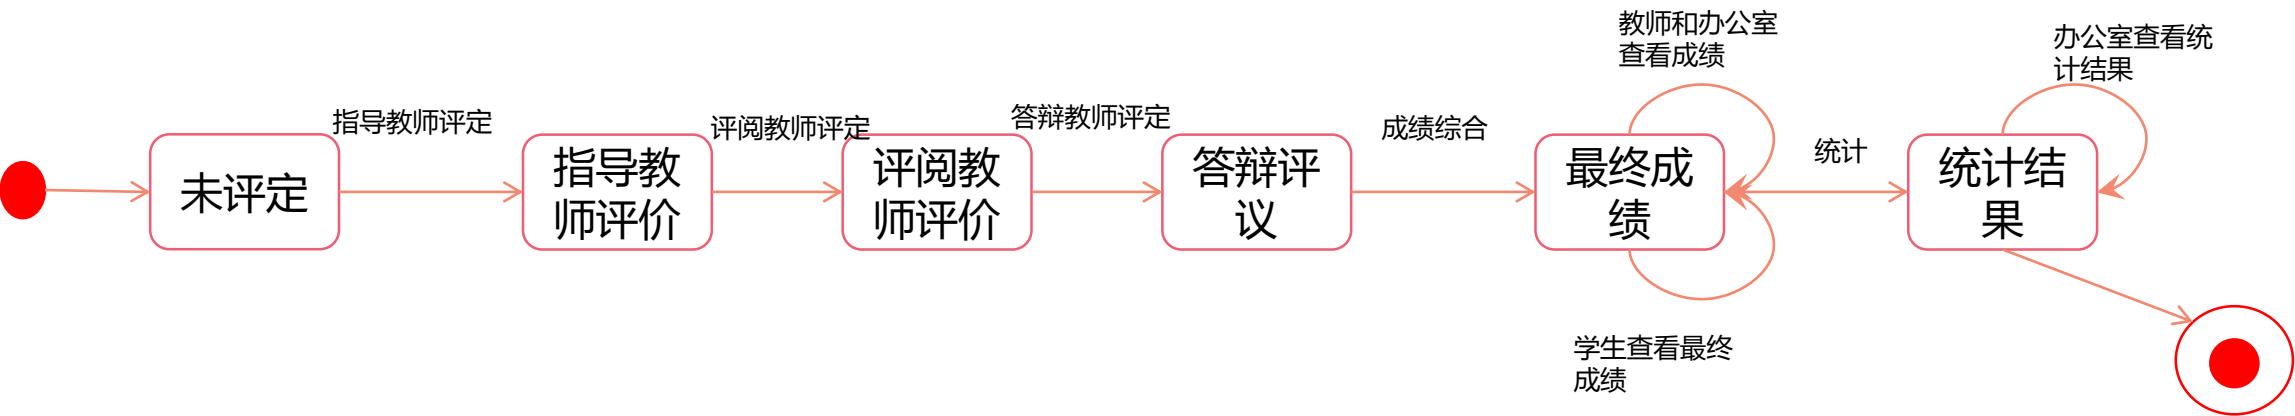 教师和办公室
查看成绩
办公室查看统
计结果
指导教师评定
评阅教师评定
答辩教师评定
成绩综合
统计
未评定
指导教
师评价
评阅教
师评价
答辩评
议
最终成
绩
统计结
果
学生查看最终
成绩